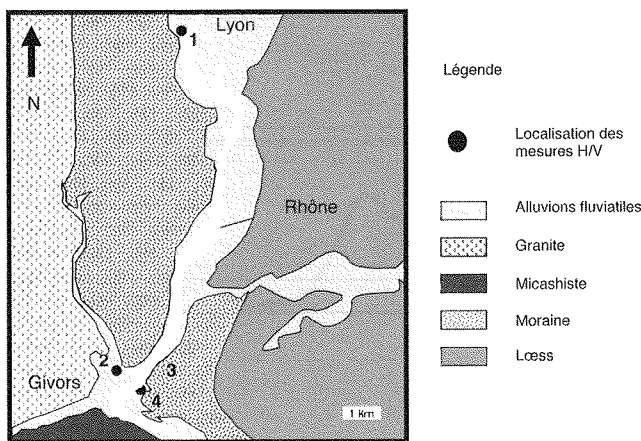 Lyon
1
N
Rhône
2
3
Givors
4
1 km
Légende
Localisation des
mesures H/V
Alluvions fluviatiles
Granite
Micashiste
Moraine
Lœss